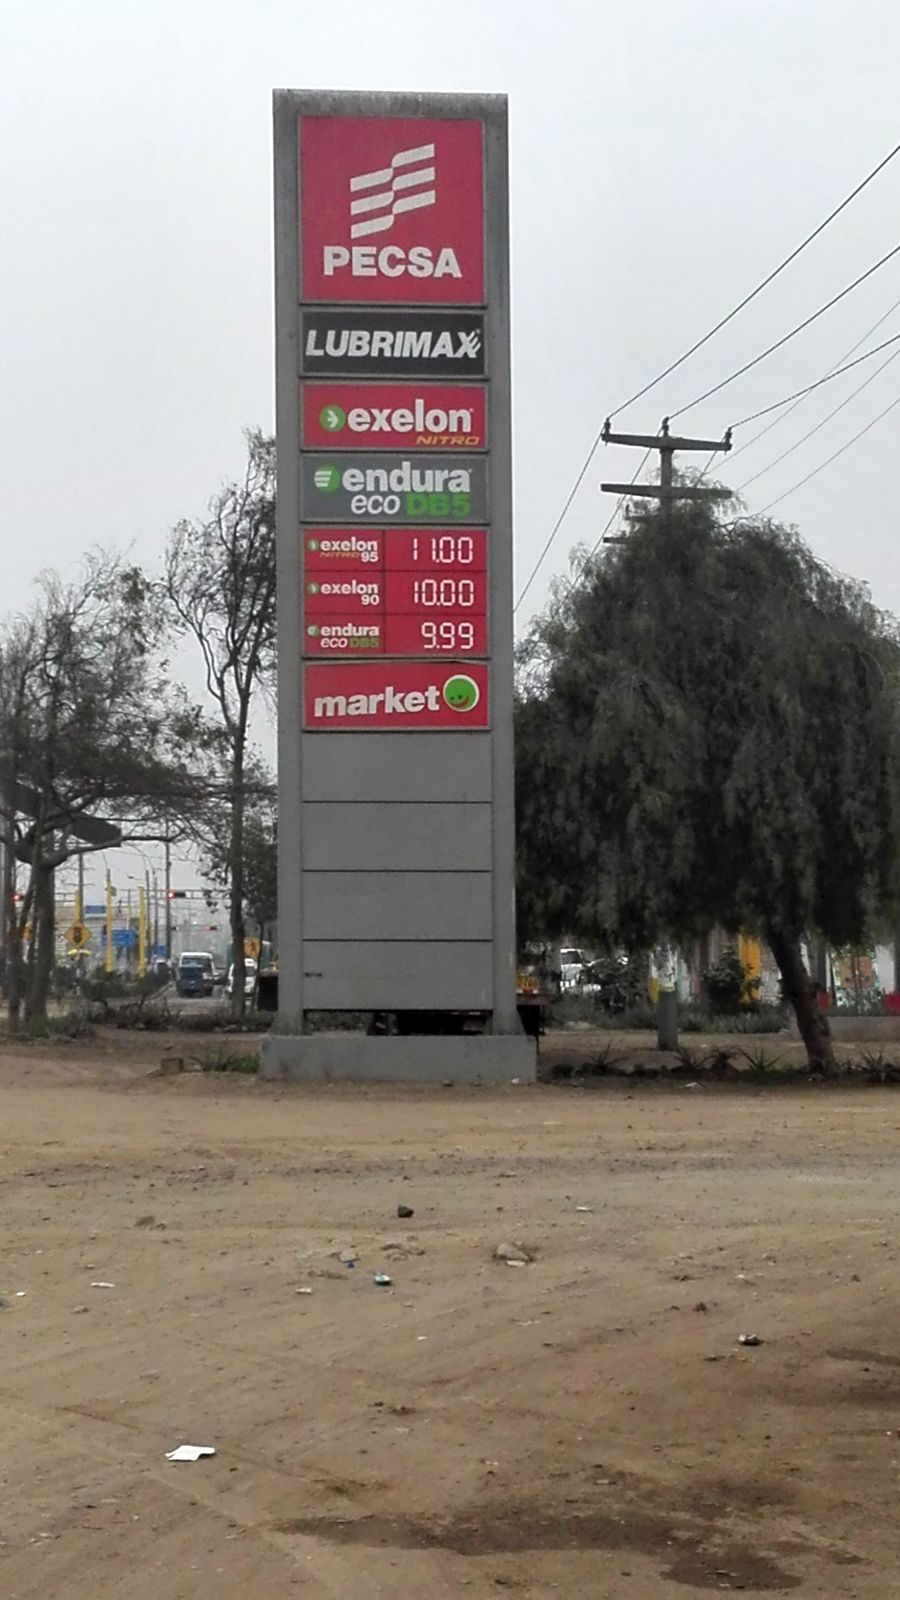 PECSA
LUBRIMAX
exelon
NITRO
endura
eco DB5
exelon
NITRO 95
11.00
exelon
90
10.00
endura
eco DB5
9.99
market